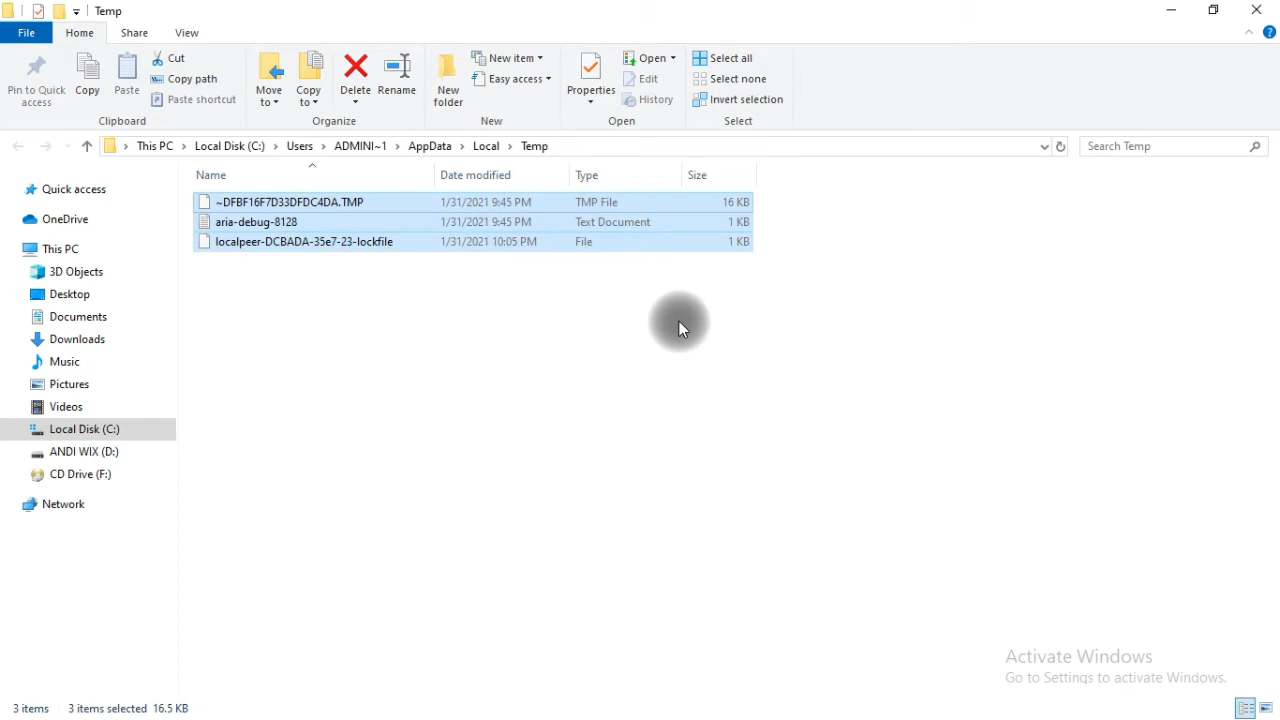 Temp
File Home Share View
Pin to Quick access
Copy
Paste
Cut
Copy path
Paste shortcut
Clipboard
Move to
Copy to
Delete
Rename
Organize
New folder
New item
Easy access
New
Properties
Open
Edit
History
Open
Select all
Select none
Invert selection
Select
This PC > Local Disk (C:) > Users > ADMINI~1 > AppData > Local > Temp
Search Temp
Name Date modified Type Size
~DFBF16F7D33DFDC4DA.TMP 1/31/2021 9:45 PM TMP File 16 KB
aria-debug-8128 1/31/2021 9:45 PM Text Document 1 KB
localpeer-DCBADA-35e7-23-lockfile 1/31/2021 10:05 PM File 1 KB
Quick access
OneDrive
This PC
3D Objects
Desktop
Documents
Downloads
Music
Pictures
Videos
Local Disk (C:)
ANDI WIX (D:)
CD Drive (F:)
Network
Activate Windows
Go to Settings to activate Windows.
3 items 3 items selected 16.5 KB